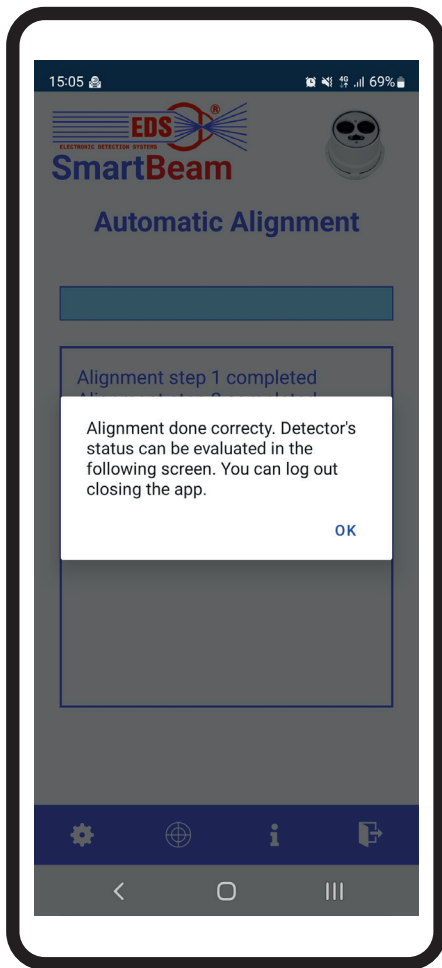 15:05
4G
69%
EDS
®
ELECTRONIC DETECTION SYSTEMS
SmartBeam
Automatic Alignment
Alignment step 1 completed
Alignment done correcty. Detector's
status can be evaluated in the
following screen. You can log out
closing the app.
OK